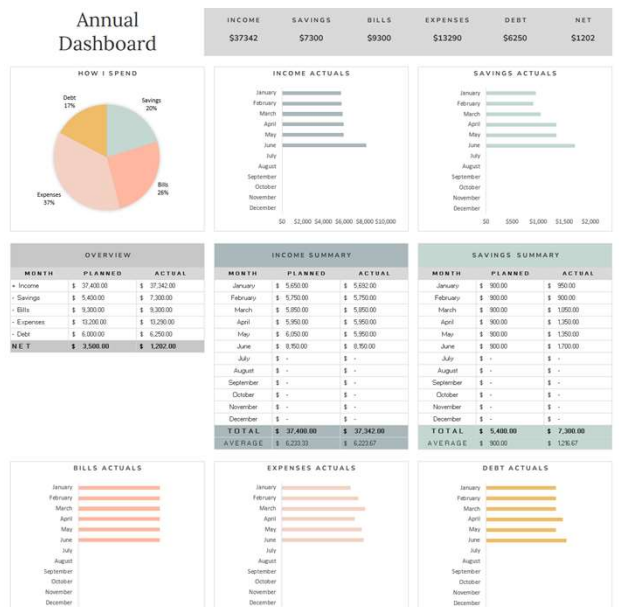 Annual
Dashboard
INCOME SAVINGS BILLS EXPENSES DEBT NET
$37342 $7300 $9300 $13290 $6250 $1202
HOW I SPEND
Debt
17%
Savings
20%
Bills
26%
Expenses
37%
INCOME ACTUALS
January
February
March
April
May
June
July
August
September
October
November
December
$0 $2,000 $4,000 $6,000 $8,000 $10,000
SAVINGS ACTUALS
January
February
March
April
May
June
July
August
September
October
November
December
$0 $500 $1,000 $1,500 $2,000
OVERVIEW
MONTH PLANNED ACTUAL
+ Income $ 37,400.00 $ 37,342.00
- Savings $ 5,400.00 $ 7,300.00
- Bills $ 9,300.00 $ 9,300.00
- Expenses $ 13,200.00 $ 13,290.00
- Debt $ 6,000.00 $ 6,250.00
NET $ 3,500.00 $ 1,202.00
INCOME SUMMARY
MONTH PLANNED ACTUAL
January $ 5,650.00 $ 5,692.00
February $ 5,750.00 $ 5,750.00
March $ 5,850.00 $ 5,850.00
April $ 5,950.00 $ 5,950.00
May $ 6,050.00 $ 5,950.00
June $ 8,150.00 $ 8,150.00
July $ - $ -
August $ - $ -
September $ - $ -
October $ - $ -
November $ - $ -
December $ - $ -
TOTAL $ 37,400.00 $ 37,342.00
AVERAGE $ 6,233.33 $ 6,223.67
SAVINGS SUMMARY
MONTH PLANNED ACTUAL
January $ 900.00 $ 950.00
February $ 900.00 $ 900.00
March $ 900.00 $ 1,050.00
April $ 900.00 $ 1,350.00
May $ 900.00 $ 1,350.00
June $ 900.00 $ 1,700.00
July $ - $ -
August $ - $ -
September $ - $ -
October $ - $ -
November $ - $ -
December $ - $ -
TOTAL $ 5,400.00 $ 7,300.00
AVERAGE $ 900.00 $ 1,216.67
BILLS ACTUALS
January
February
March
April
May
June
July
August
September
October
November
December
EXPENSES ACTUALS
January
February
March
April
May
June
July
August
September
October
November
December
DEBT ACTUALS
January
February
March
April
May
June
July
August
September
October
November
December